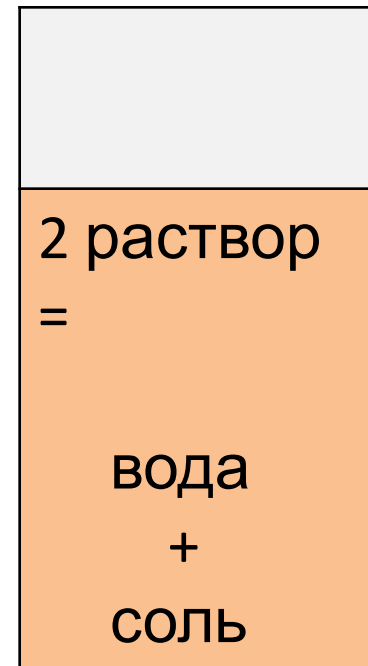 2 раствор
=
вода
+
соль